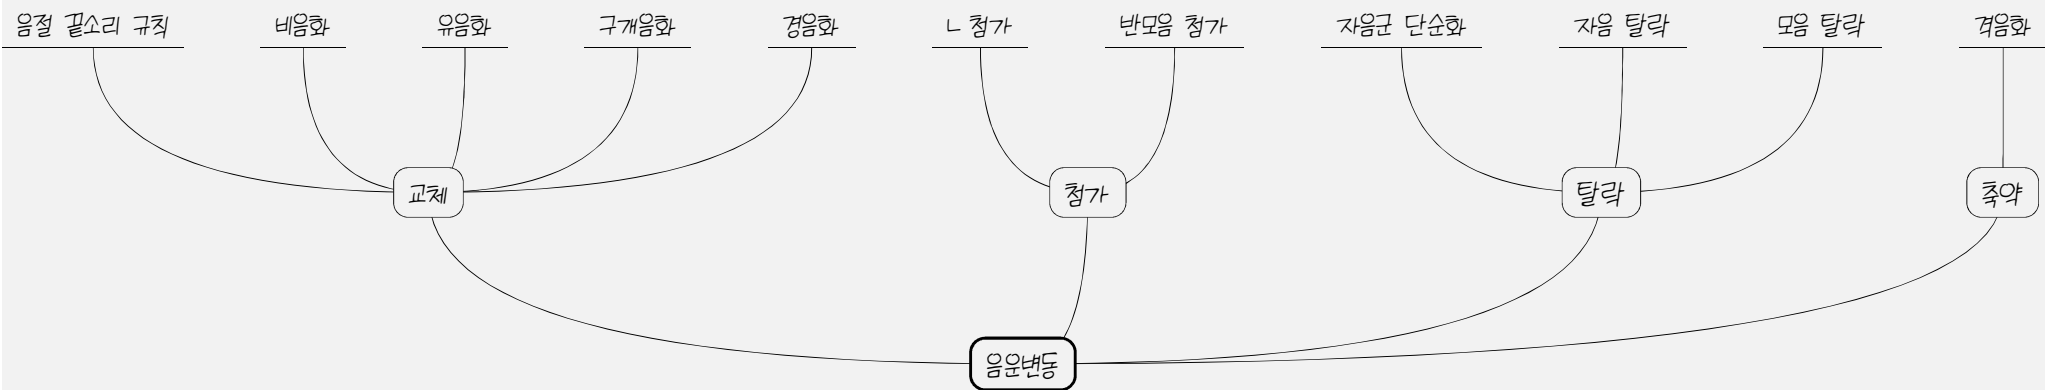 음절 끝소리 규칙
비음화
유음화
구개음화
경음화
ㄴ 첨가
반모음 첨가
자음군 단순화
자음 탈락
모음 탈락
격음화
교체
첨가
탈락
축약
음운변동